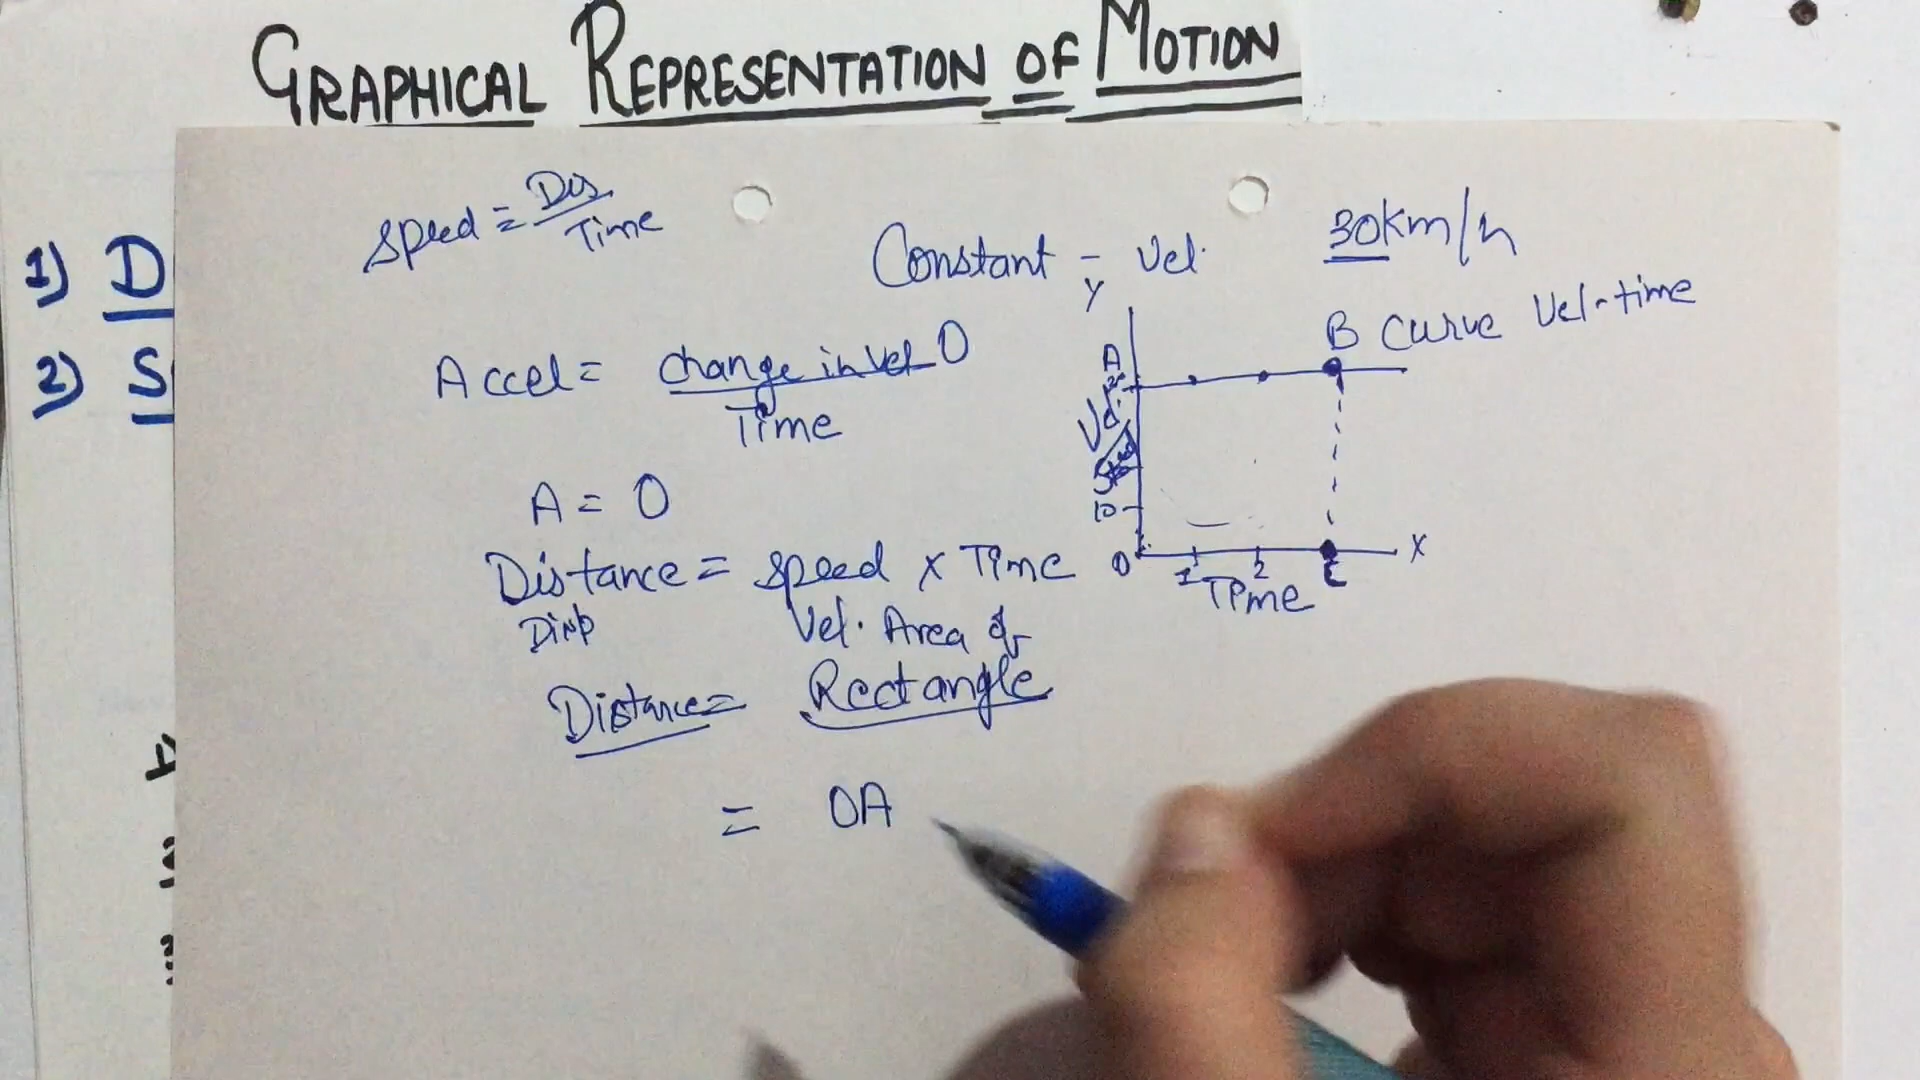 GRAPHICAL REPRESENTATION OF MOTION
1) D
2) S
Speed = Dis
Time
Constant - Vel.
30km/h
Accel = change in Vel 0
Time
A = 0
Distance = speed x Time
Disp Vel. Area of
Distance = Rectangle
= OA
Y
B Curve Vel-time
A
Vel.
10
0 1 2 C X
Time